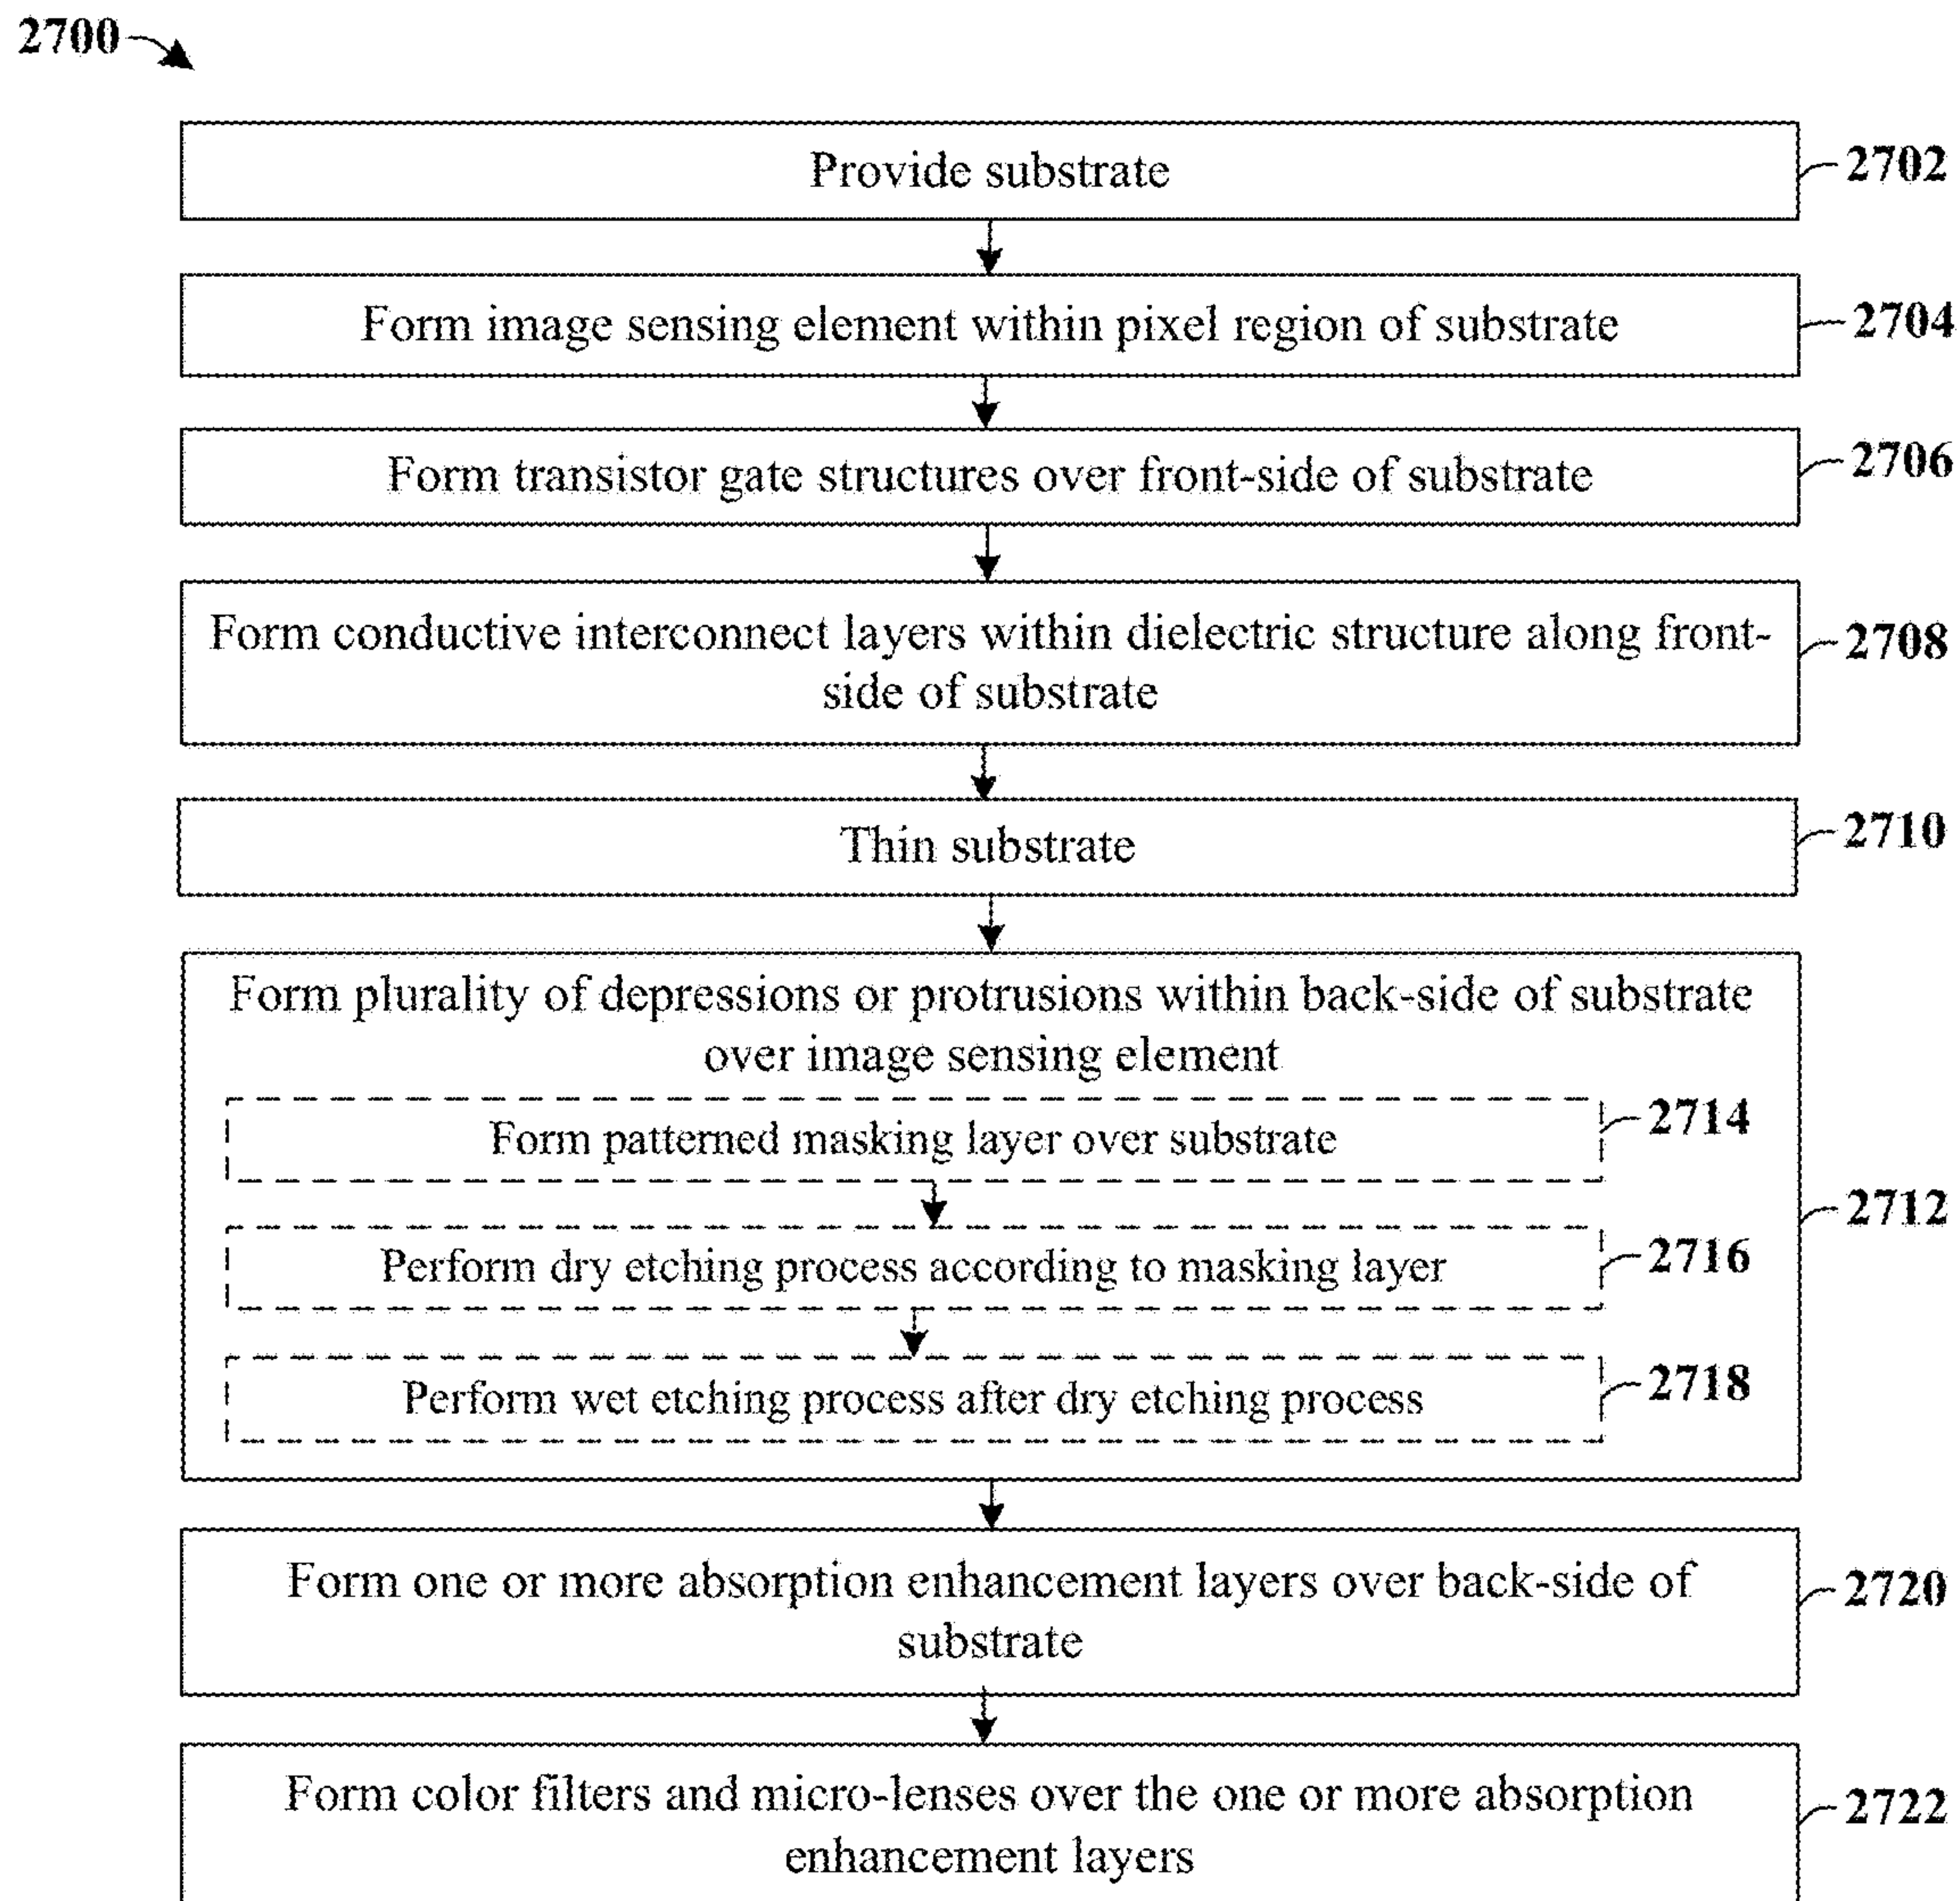 2700
Provide substrate
2702
Form image sensing element within pixel region of substrate
2704
Form transistor gate structures over front-side of substrate
2706
Form conductive interconnect layers within dielectric structure along front-
side of substrate
2708
Thin substrate
2710
Form plurality of depressions or protrusions within back-side of substrate
over image sensing element
2712
Form patterned masking layer over substrate
2714
Perform dry etching process according to masking layer
2716
Perform wet etching process after dry etching process
2718
Form one or more absorption enhancement layers over back-side of
substrate
2720
Form color filters and micro-lenses over the one or more absorption
enhancement layers
2722